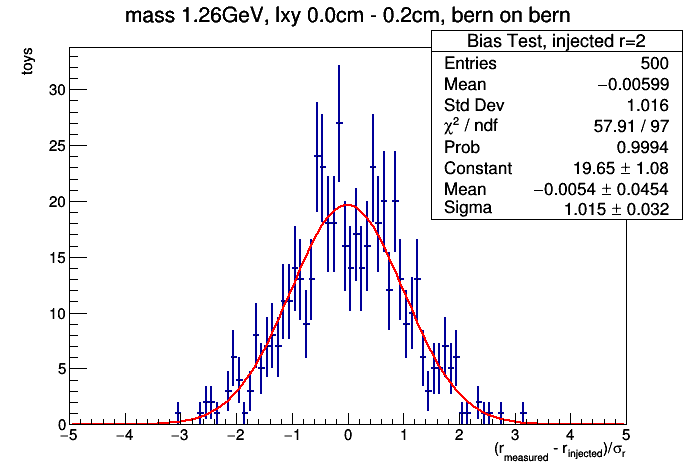 mass 1.26GeV, lxy 0.0cm - 0.2cm, bern on bern
toys
Bias Test, injected r=2
Entries 500
Mean −0.00599
Std Dev 1.016
χ² / ndf 57.91 / 97
Prob 0.9994
Constant 19.65 ± 1.08
Mean −0.0054 ± 0.0454
Sigma 1.015 ± 0.032
30
25
20
15
10
5
0
−5 −4 −3 −2 −1 0 1 2 3 4 5
(r_measured - r_injected)/σ_r